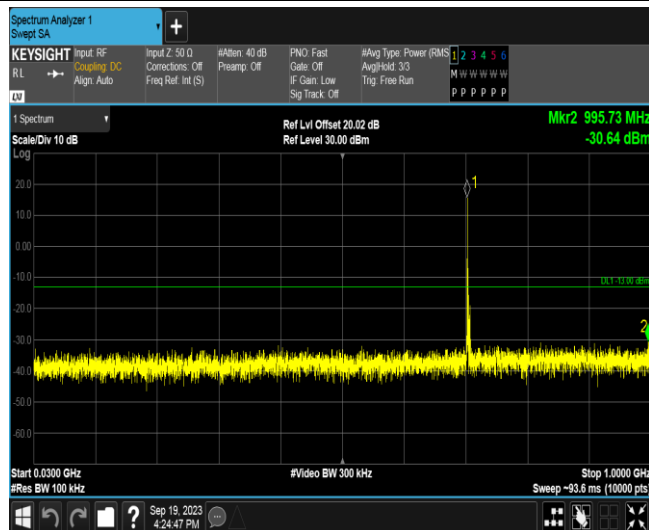 Spectrum Analyzer 1
Swept SA
+
KEYSIGHT
RL
LXI
Input: RF
Coupling: DC
Align: Auto
Input Z: 50 Ω
Corrections: Off
Freq Ref: Int (S)
#Atten: 40 dB
Preamp: Off
PNO: Fast
Gate: Off
IF Gain: Low
Sig Track: Off
#Avg Type: Power (RMS
Avg|Hold: 3/3
Trig: Free Run
1 2 3 4 5 6
M W W W W W
P P P P P P
1 Spectrum
Scale/Div 10 dB
Log
Ref Lvl Offset 20.02 dB
Ref Level 30.00 dBm
Mkr2 995.73 MHz
-30.64 dBm
20.0
1
10.0
0.00
-10.0
DL1 -13.00 dBm
-20.0
2
-30.0
-40.0
-50.0
-60.0
Start 0.0300 GHz
#Res BW 100 kHz
#Video BW 300 kHz
Stop 1.0000 GHz
Sweep ~93.6 ms (10000 pts)
?
Sep 19, 2023
4:24:47 PM